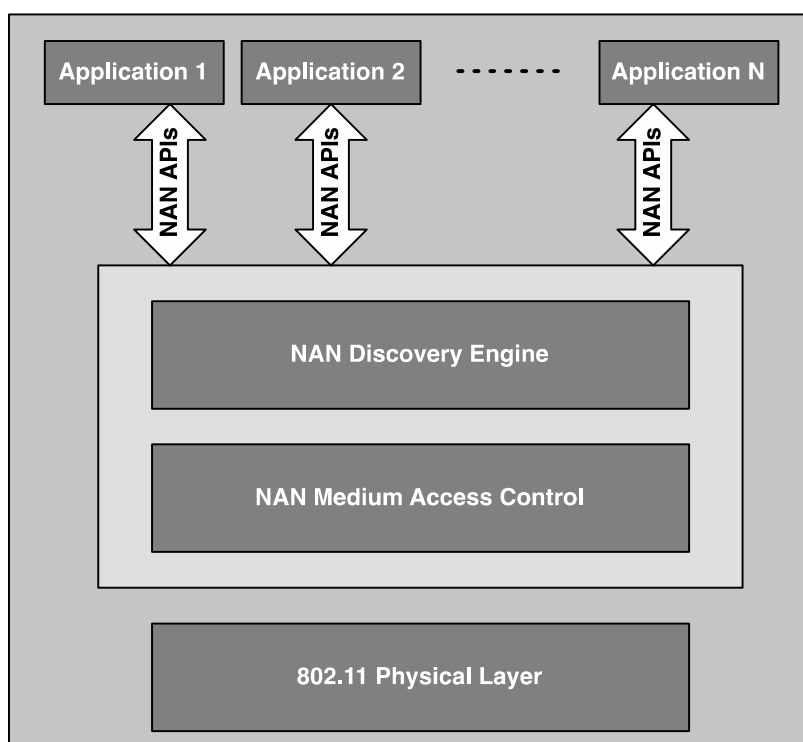 Application 1
Application 2
Application N
NAN APIs
NAN APIs
NAN APIs
NAN Discovery Engine
NAN Medium Access Control
802.11 Physical Layer